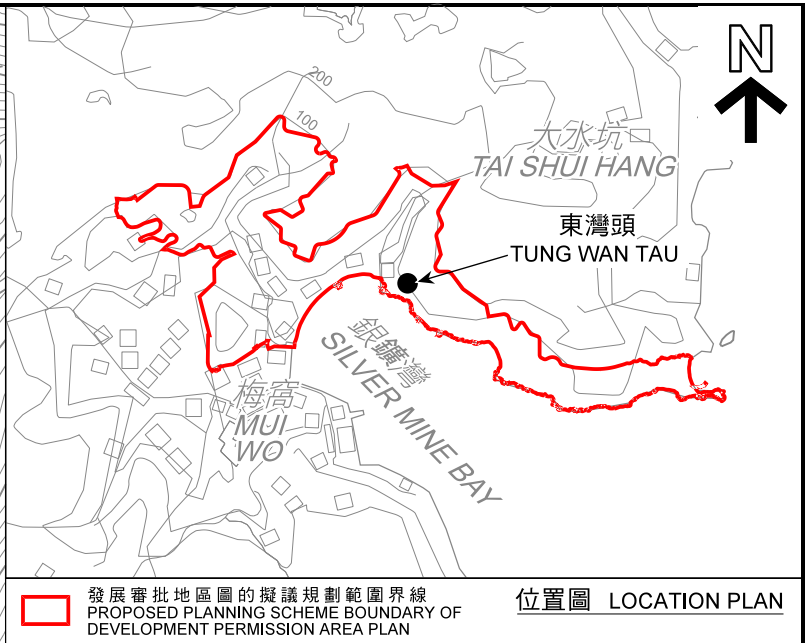 N
200
100
大水坑
TAI SHUI HANG
東灣頭
TUNG WAN TAU
銀鑛灣
SILVER MINE BAY
梅窩
MUI
WO
發展審批地區圖的擬議規劃範圍界線
PROPOSED PLANNING SCHEME BOUNDARY OF
DEVELOPMENT PERMISSION AREA PLAN
位置圖 LOCATION PLAN